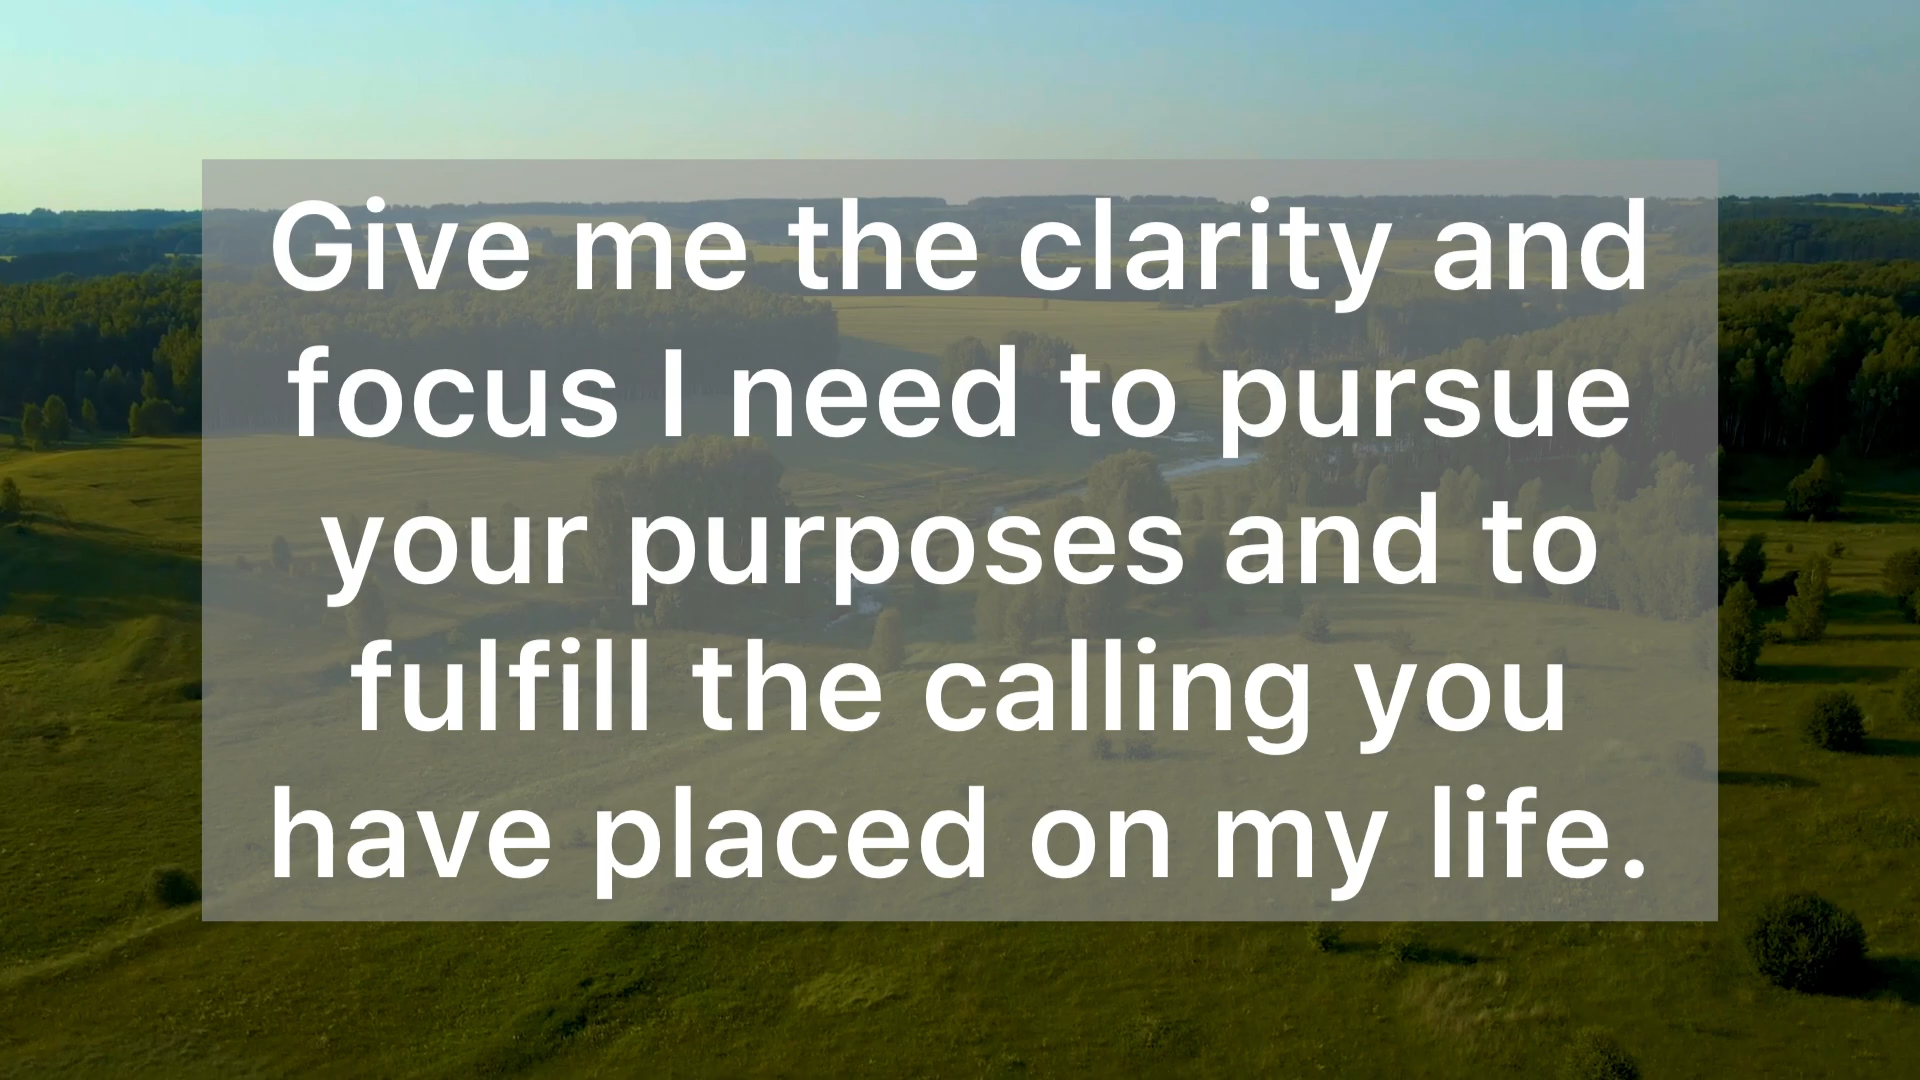 Give me the clarity and
focus I need to pursue
your purposes and to
fulfill the calling you
have placed on my life.